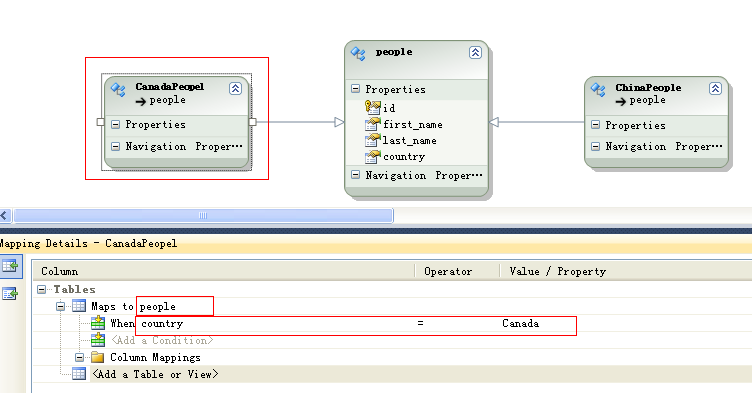 CanadaPeopel
people
Properties
Navigation Proper...
people
Properties
id
first_name
last_name
country
Navigation Proper...
ChinaPeople
people
Properties
Navigation Proper...
Mapping Details - CanadaPeopel
Column Operator Value / Property
Tables
Maps to people
When country = Canada
<Add a Condition>
Column Mappings
<Add a Table or View>